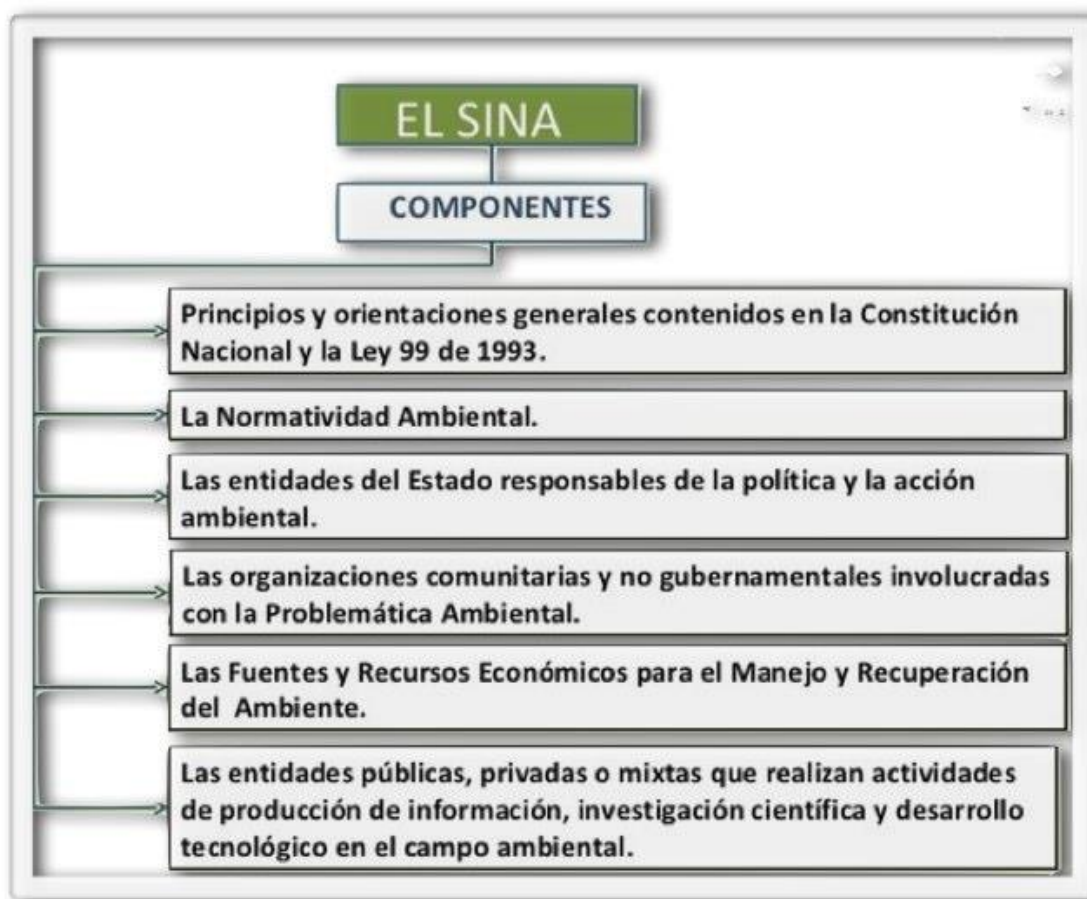 EL SINA
COMPONENTES
Principios y orientaciones generales contenidos en la Constitución
Nacional y la Ley 99 de 1993.
La Normatividad Ambiental.
Las entidades del Estado responsables de la política y la acción
ambiental.
Las organizaciones comunitarias y no gubernamentales involucradas
con la Problemática Ambiental.
Las Fuentes y Recursos Económicos para el Manejo y Recuperación
del Ambiente.
Las entidades públicas, privadas o mixtas que realizan actividades
de producción de información, investigación científica y desarrollo
tecnológico en el campo ambiental.